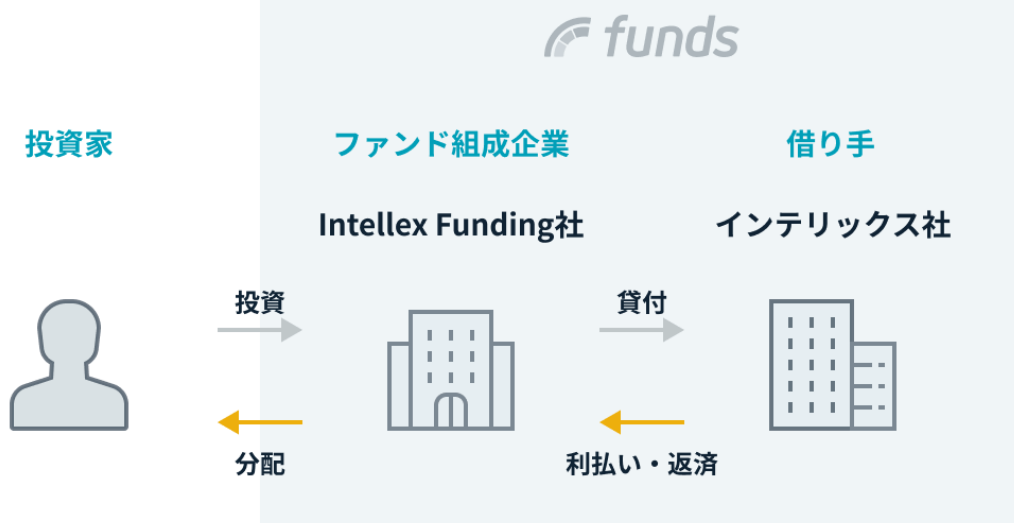 funds
投資家
ファンド組成企業
借り手
Intellex Funding社
インテリックス社
投資
貸付
分配
利払い・返済